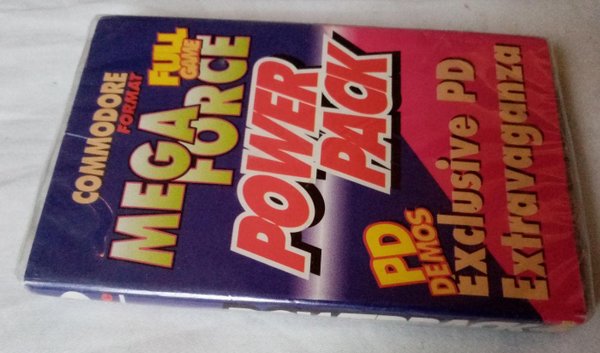 COMMODORE
FORMAT
FULL
GAME
MEGA
FORCE
POWER
PACK
PD
DEMOS
Exclusive PD
Extravaganza